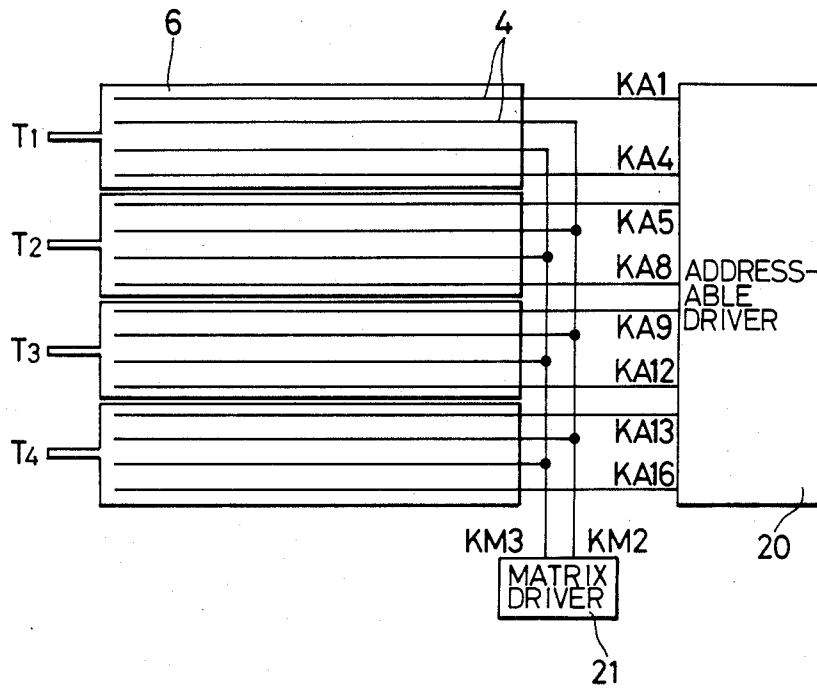 6
4
KA1
T1
KA4
KA5
T2
KA8
ADDRESS-
ABLE
DRIVER
KA9
T3
KA12
KA13
T4
KA16
20
KM3
KM2
MATRIX
DRIVER
21